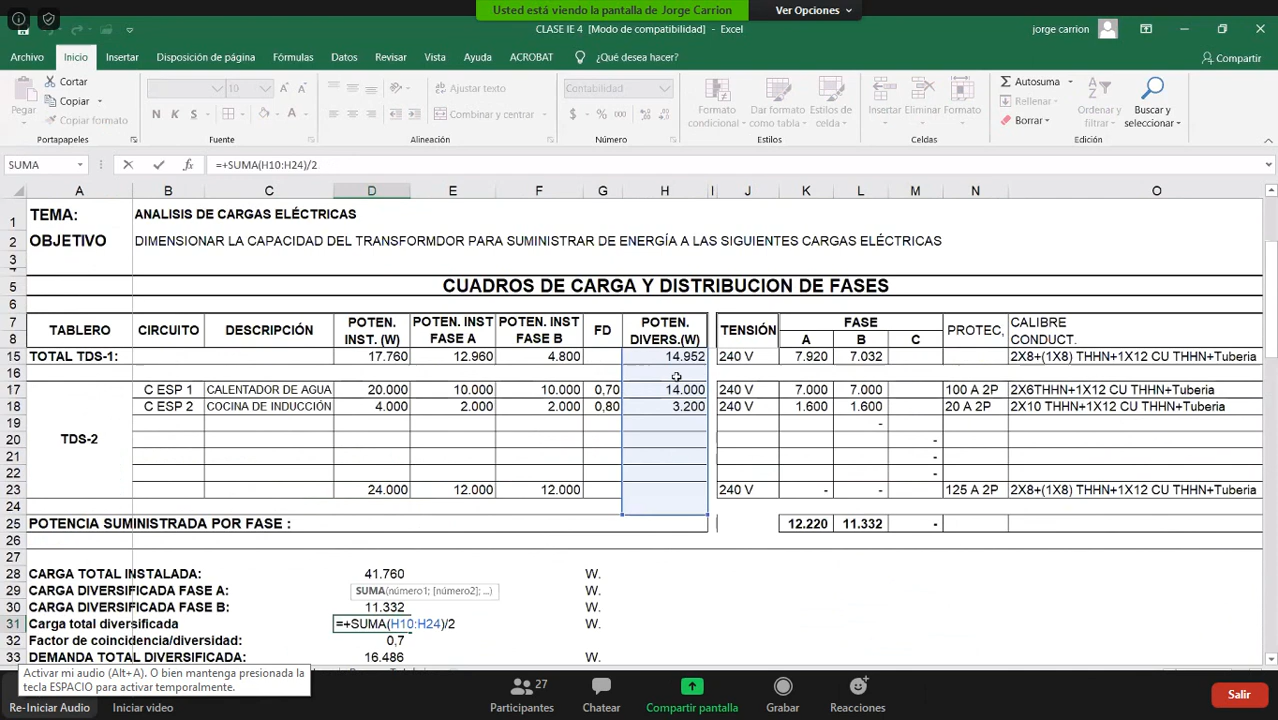 Usted está viendo la pantalla de Jorge Carrion
Ver Opciones
CLASE IE 4 [Modo de compatibilidad] - Excel
jorge carrion
Archivo Inicio Insertar Disposición de página Fórmulas Datos Revisar Vista Ayuda ACROBAT ¿Qué desea hacer? Compartir
Cortar
Copiar
Copiar formato
Pegar
Portapapeles
10
N K S
Fuente
Ajustar texto
Combinar y centrar
Alineación
Contabilidad
$ % 000
Número
Formato condicional
Dar formato como tabla
Estilos de celda
Estilos
Insertar Eliminar Formato
Celdas
Autosuma
Rellenar
Borrar
Ordenar y filtrar
Buscar y seleccionar
Edición
SUMA =+SUMA(H10:H24)/2
A B C D E F G H I J K L M N O
1 TEMA: ANALISIS DE CARGAS ELÉCTRICAS
2 OBJETIVO DIMENSIONAR LA CAPACIDAD DEL TRANSFORMDOR PARA SUMINISTRAR DE ENERGÍA A LAS SIGUIENTES CARGAS ELÉCTRICAS
3
4
5 CUADROS DE CARGA Y DISTRIBUCION DE FASES
6
7 TABLERO CIRCUITO DESCRIPCIÓN POTEN. POTEN. INST POTEN. INST FD POTEN. TENSIÓN FASE PROTEC, CALIBRE
8 INST. (W) FASE A FASE B DIVERS.(W) A B C CONDUCT.
15 TOTAL TDS-1: 17.760 12.960 4.800 14.952 240 V 7.920 7.032 2X8+(1X8) THHN+1X12 CU THHN+Tuberia
16
17 C ESP 1 CALENTADOR DE AGUA 20.000 10.000 10.000 0,70 14.000 240 V 7.000 7.000 100 A 2P 2X6THHN+1X12 CU THHN+Tuberia
18 C ESP 2 COCINA DE INDUCCIÓN 4.000 2.000 2.000 0,80 3.200 240 V 1.600 1.600 20 A 2P 2X10 THHN+1X12 CU THHN+Tuberia
19 -
20 TDS-2 -
21 -
22 -
23 24.000 12.000 12.000 240 V - - - 125 A 2P 2X8+(1X8) THHN+1X12 CU THHN+Tuberia
24
25 POTENCIA SUMINISTRADA POR FASE : 12.220 11.332 -
26
27
28 CARGA TOTAL INSTALADA: 41.760 W.
29 CARGA DIVERSIFICADA FASE A: SUMA(número1; [número2]; ...) W.
30 CARGA DIVERSIFICADA FASE B: 11.332 W.
31 Carga total diversificada =+SUMA(H10:H24)/2 W.
32 Factor de coincidencia/diversidad: 0,7
33 DEMANDA TOTAL DIVERSIFICADA: 16.486 W.
Activar mi audio (Alt+A). O bien mantenga presionada la
tecla ESPACIO para activar temporalmente.
Re-Iniciar Audio Iniciar video 27 Participantes Chatear Compartir pantalla Grabar Reacciones Salir